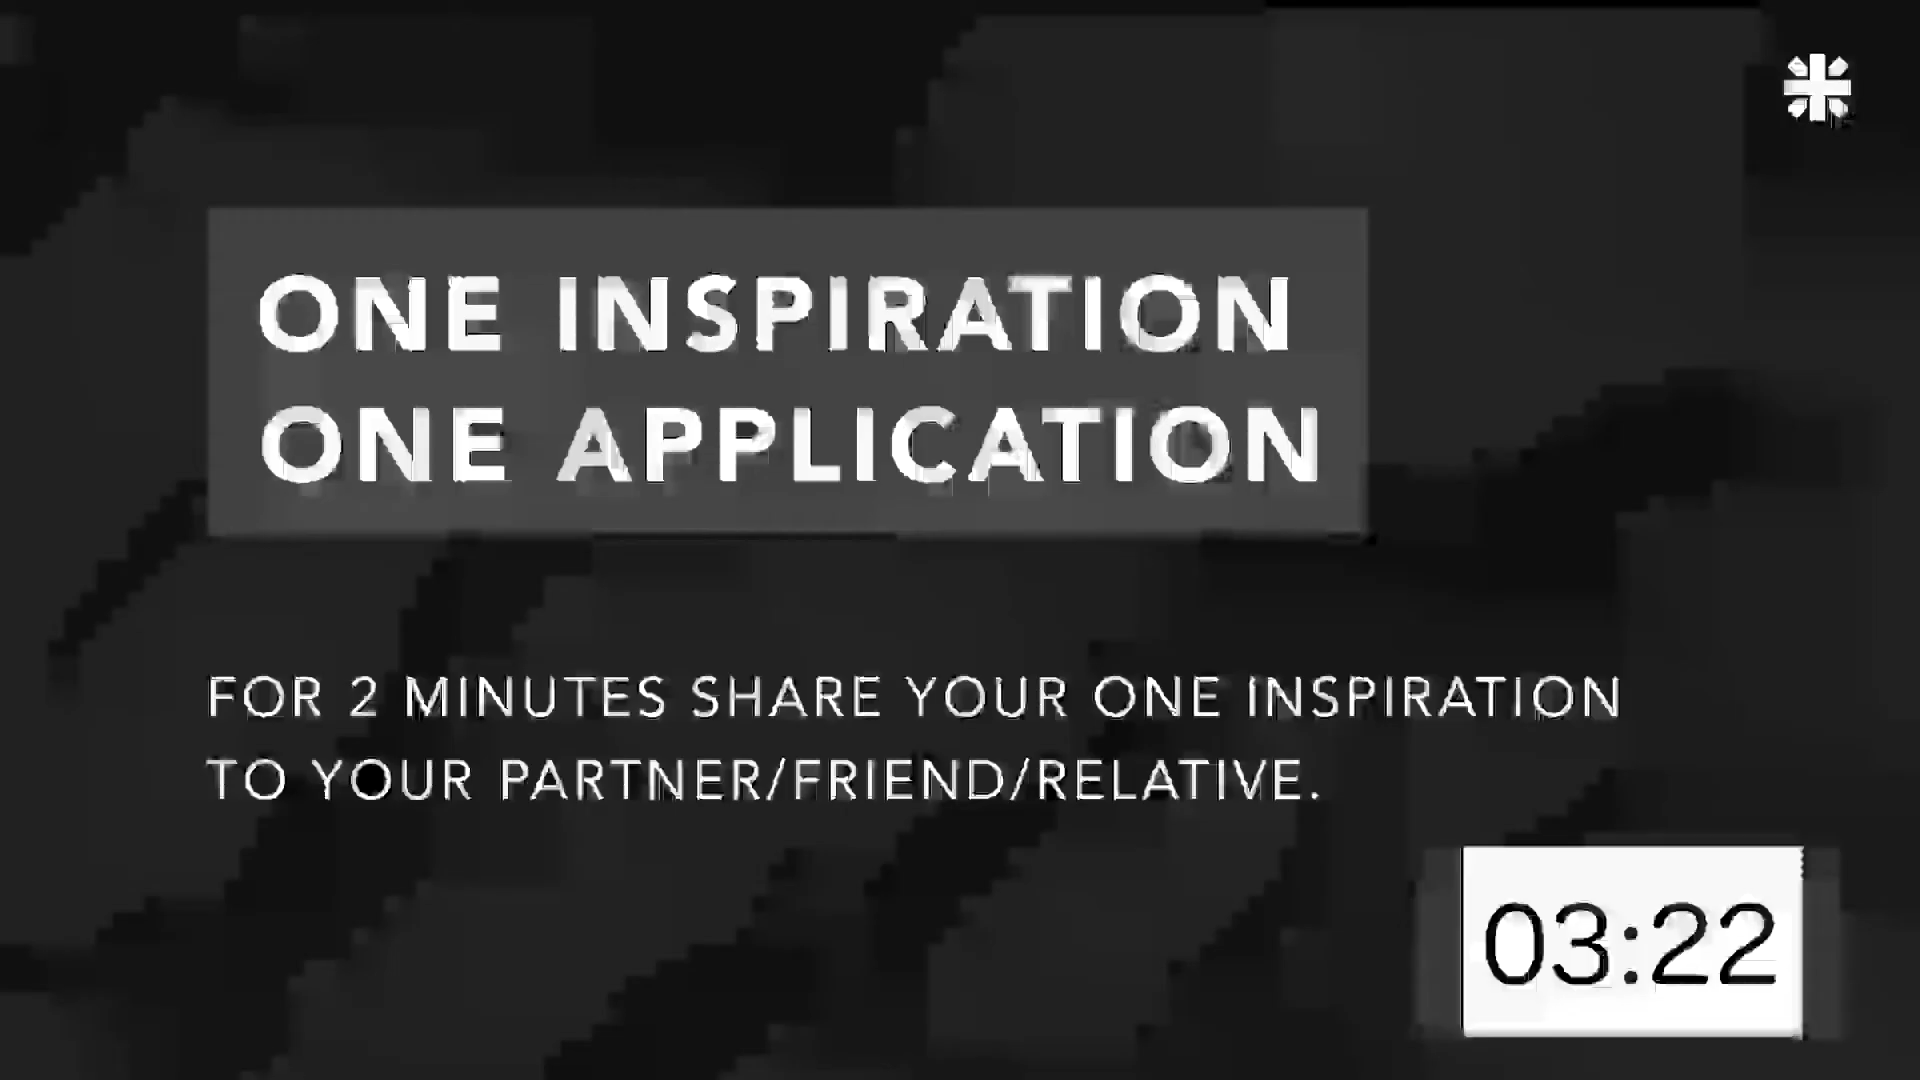 ONE INSPIRATION
ONE APPLICATION
FOR 2 MINUTES SHARE YOUR ONE INSPIRATION
TO YOUR PARTNER/FRIEND/RELATIVE.
03:22